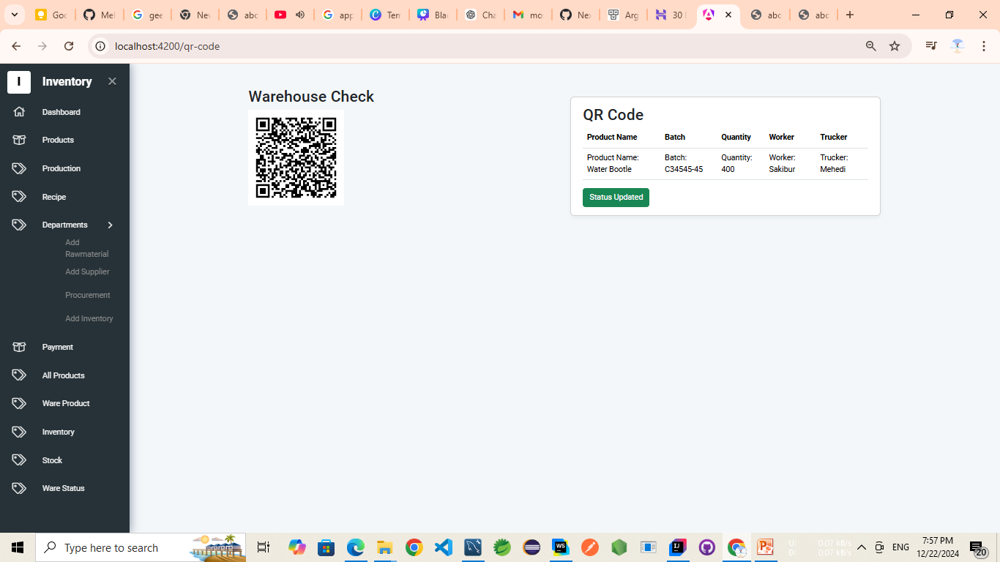 Goo
Mel
gee
Nev
abc
app
Ten
Blac
Cha
mo
Nex
Arg
30
abc
abc
localhost:4200/qr-code
I
Inventory
Dashboard
Products
Production
Recipe
Departments
Add
Rawmaterial
Add Supplier
Procurement
Add Inventory
Payment
All Products
Ware Product
Inventory
Stock
Ware Status
Warehouse Check
QR Code
Product Name Batch Quantity Worker Trucker
Product Name: Batch: Quantity: Worker: Trucker:
Water Bootle C34545-45 400 Sakibur Mehedi
Status Updated
Type here to search
WS
U: 0.07 kB/s
D: 0.07 kB/s
ENG
7:57 PM
12/22/2024
20